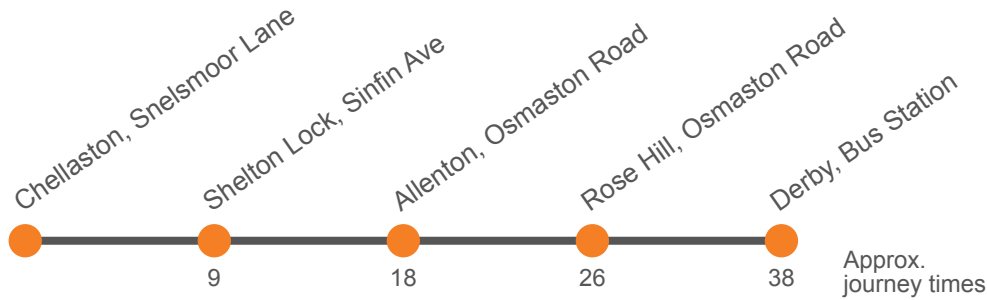 Chellaston, Snelsmoor Lane
Shelton Lock, Sinfin Ave
Allenton, Osmaston Road
Rose Hill, Osmaston Road
Derby, Bus Station
9
18
26
38
Approx.
journey times